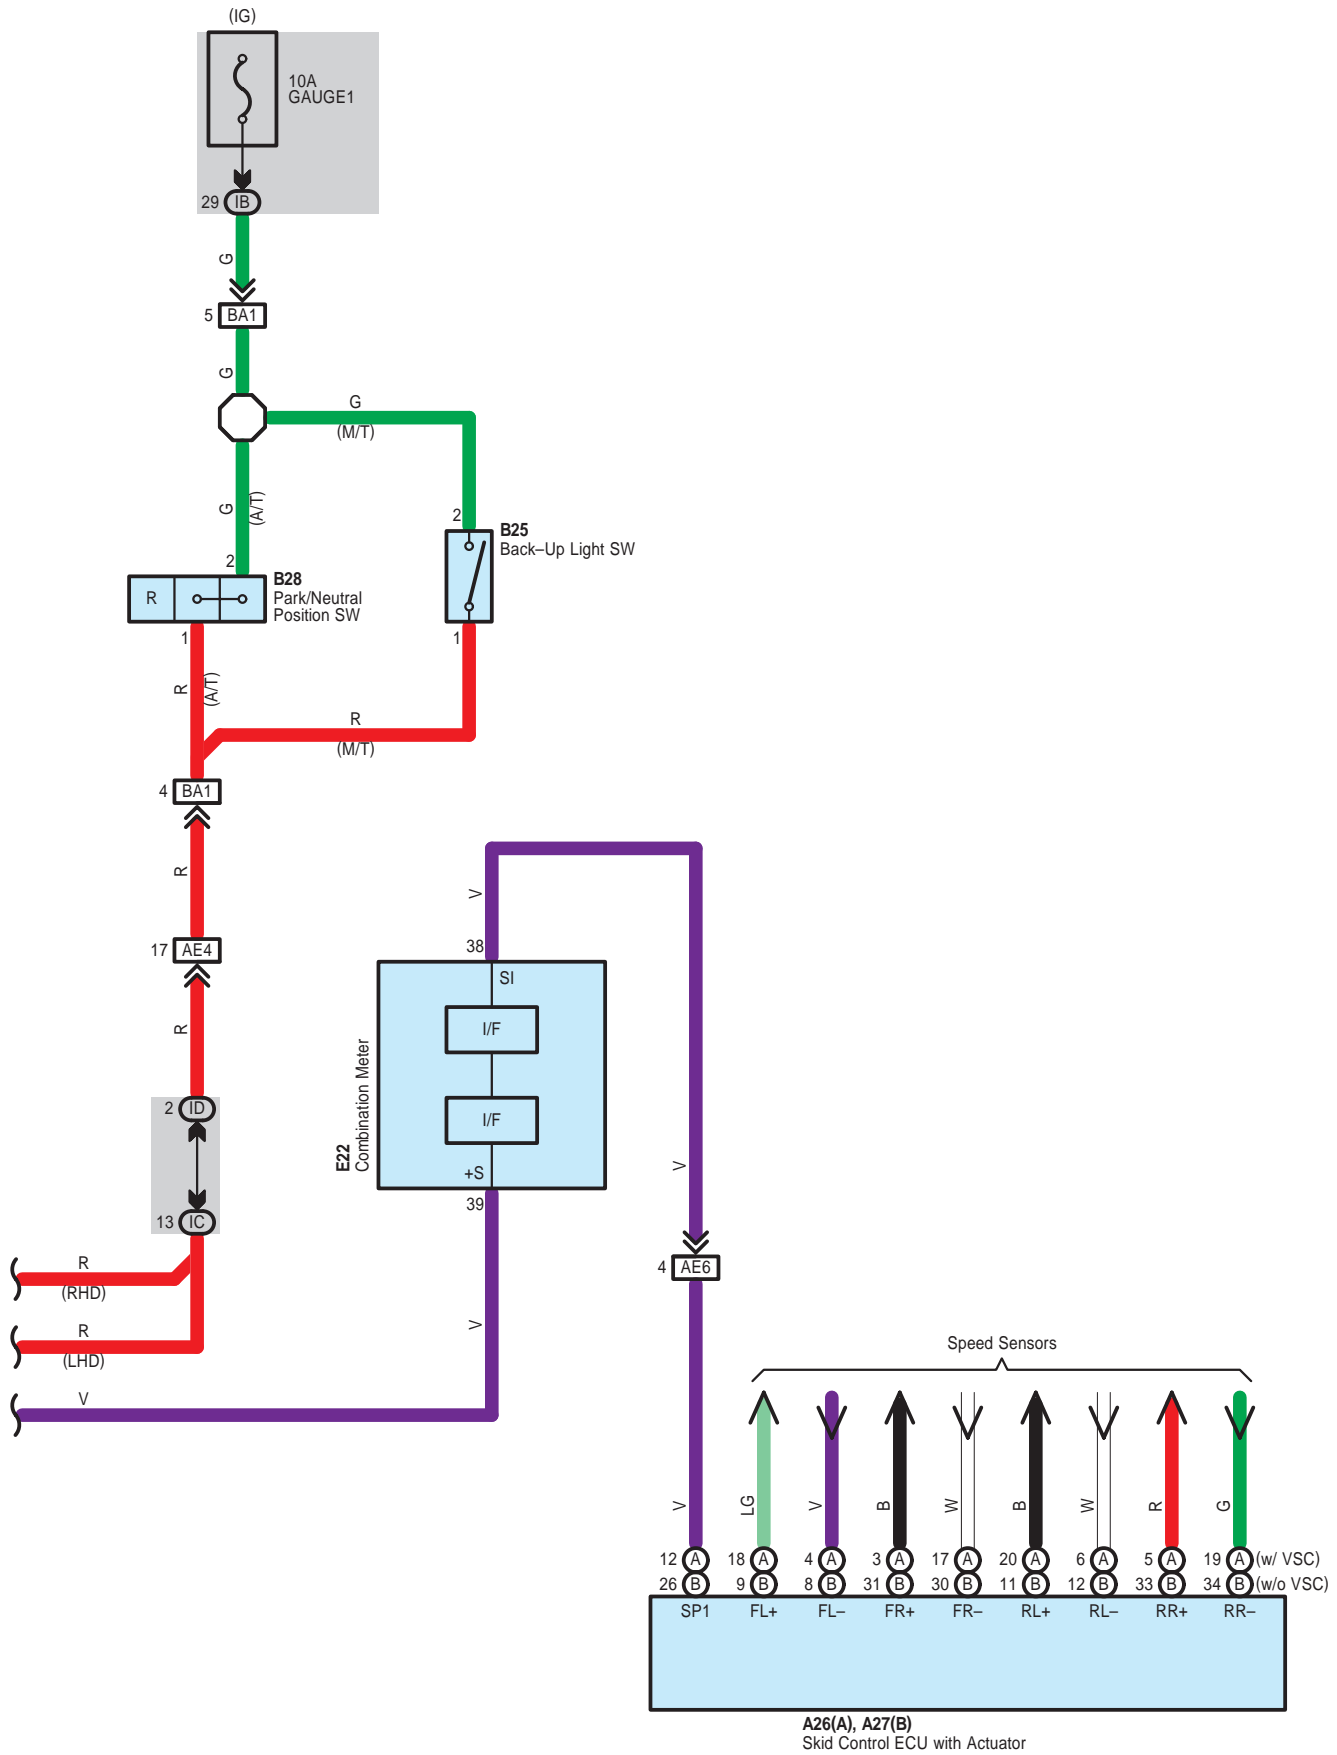 (IG)
10A
GAUGE1
29 IB
G
5 BA1
G
G
(M/T)
G
(A/T)
2
B25
Back–Up Light SW
2
B28
Park/Neutral
Position SW
R
1
1
R
(A/T)
R
(M/T)
4 BA1
R
V
17 AE4
38
SI
R
I/F
I/F
E22
Combination Meter
2 ID
+S
39
V
13 IC
R
(RHD)
4 AE6
R
(LHD)
V
V
Speed Sensors
V LG V B W B W R G
12 A 18 A 4 A 3 A 17 A 20 A 6 A 5 A 19 A (w/ VSC)
26 B 9 B 8 B 31 B 30 B 11 B 12 B 33 B 34 B (w/o VSC)
SP1 FL+ FL– FR+ FR– RL+ RL– RR+ RR–
A26(A), A27(B)
Skid Control ECU with Actuator